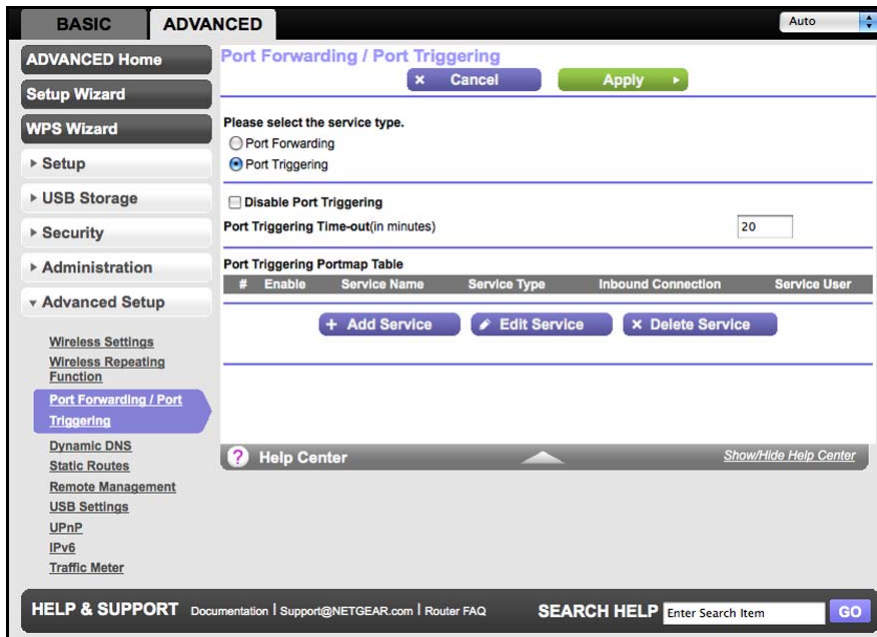 BASIC
ADVANCED
Auto
ADVANCED Home
Setup Wizard
WPS Wizard
Setup
USB Storage
Security
Administration
Advanced Setup
Wireless Settings
Wireless Repeating
Function
Port Forwarding / Port
Triggering
Dynamic DNS
Static Routes
Remote Management
USB Settings
UPnP
IPv6
Traffic Meter
Port Forwarding / Port Triggering
Cancel
Apply
Please select the service type.
Port Forwarding
Port Triggering
Disable Port Triggering
Port Triggering Time-out(in minutes) 20
Port Triggering Portmap Table
# Enable Service Name Service Type Inbound Connection Service User
+ Add Service
Edit Service
x Delete Service
? Help Center
Show/Hide Help Center
HELP & SUPPORT Documentation | Support@NETGEAR.com | Router FAQ
SEARCH HELP Enter Search Item GO